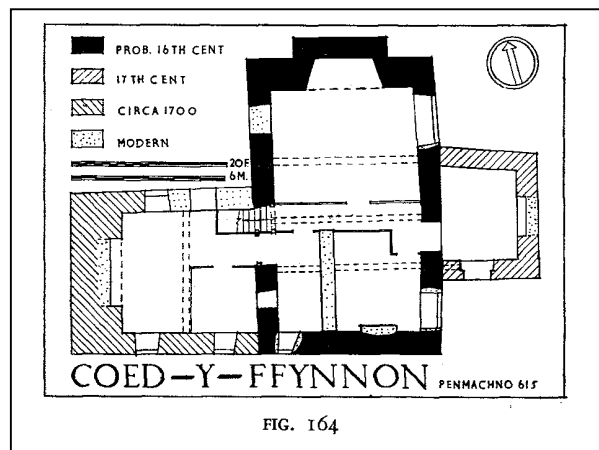 PROB. 16TH CENT
17TH CENT
CIRCA 1700
MODERN
20F.
6M.
COED-Y-FFYNNON PENMACHNO 615
FIG. 164